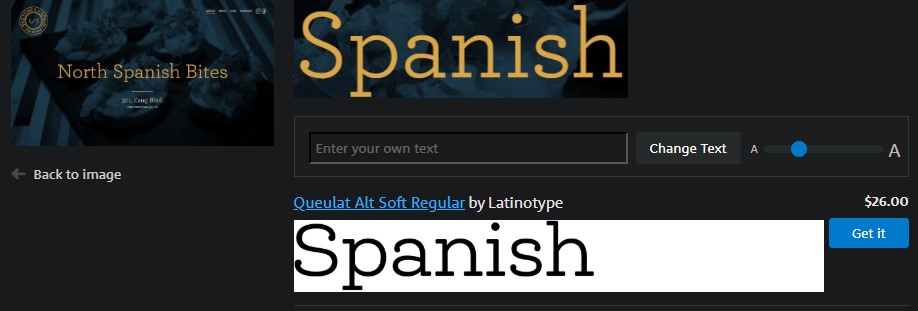 North Spanish Bites
Back to image
Spanish
Enter your own text
Change Text
A
A
Queulat Alt Soft Regular by Latinotype
$26.00
Spanish
Get it